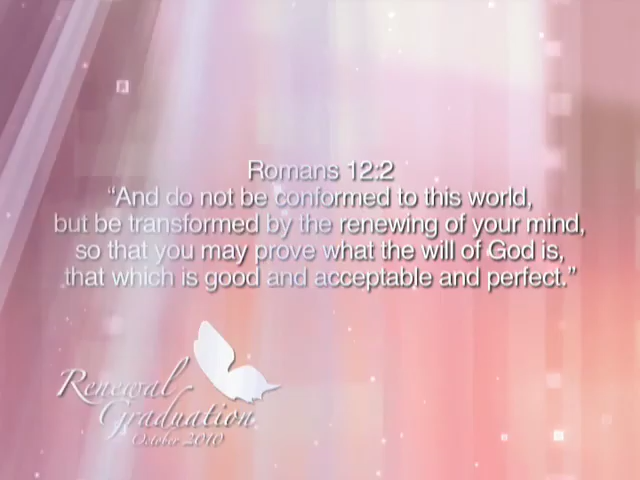 Romans 12:2
“And do not be conformed to this world,
but be transformed by the renewing of your mind,
so that you may prove what the will of God is,
that which is good and acceptable and perfect.”
Renewal
Graduation
October 2010